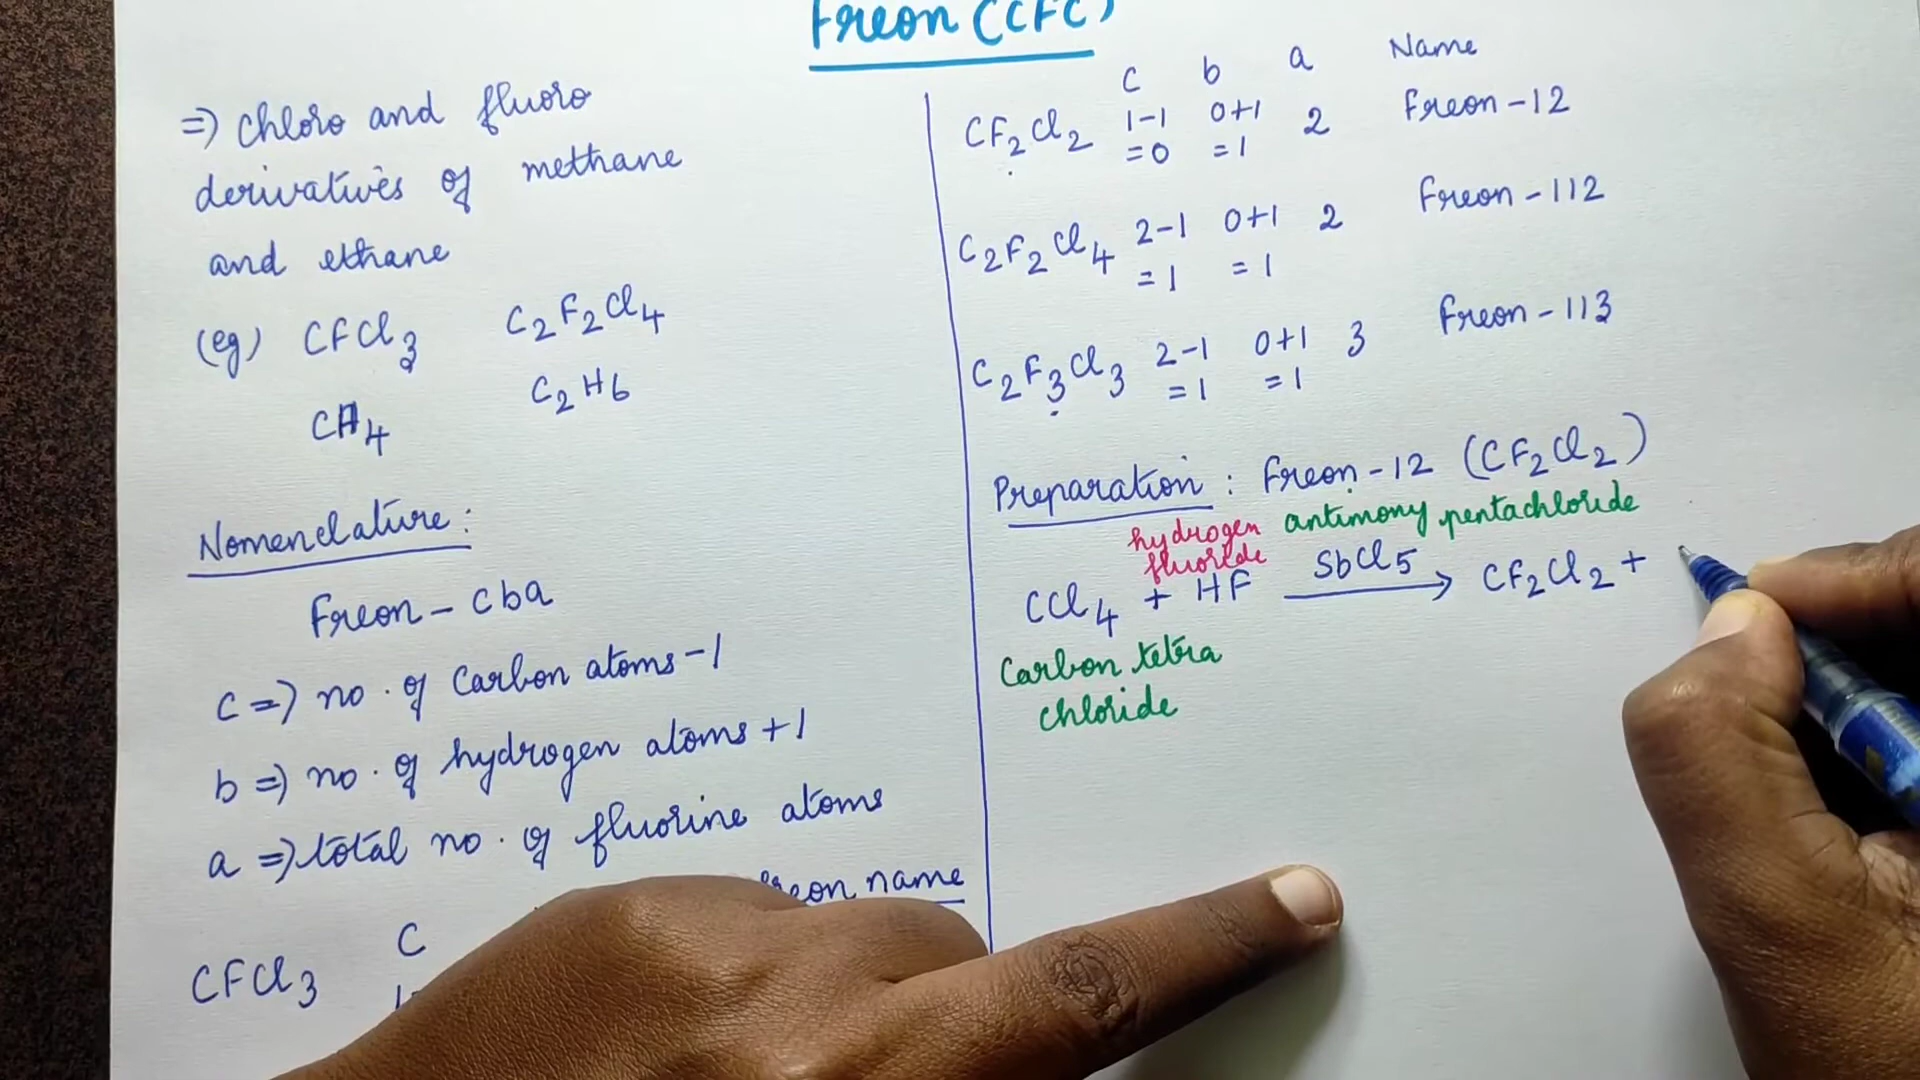 Freon (CFC)
=> Chloro and fluoro
derivatives of methane
and ethane
(eg) CFCl3 C2F2Cl4
CH4 C2H6
Nomenclature:
Freon - cba
c => no. of Carbon atoms - 1
b => no. of hydrogen atoms + 1
a => total no. of fluorine atoms
name
C
CFCl3
c b a Name
CF2Cl2 1-1 0+1 2 Freon-12
=0 =1
C2F2Cl4 2-1 0+1 2 Freon-112
=1 =1
C2F3Cl3 2-1 0+1 3 Freon-113
=1 =1
Preparation: Freon-12 (CF2Cl2)
hydrogen antimony pentachloride
fluoride
CCl4 + HF SbCl5 → CF2Cl2 +
Carbon tetra
chloride